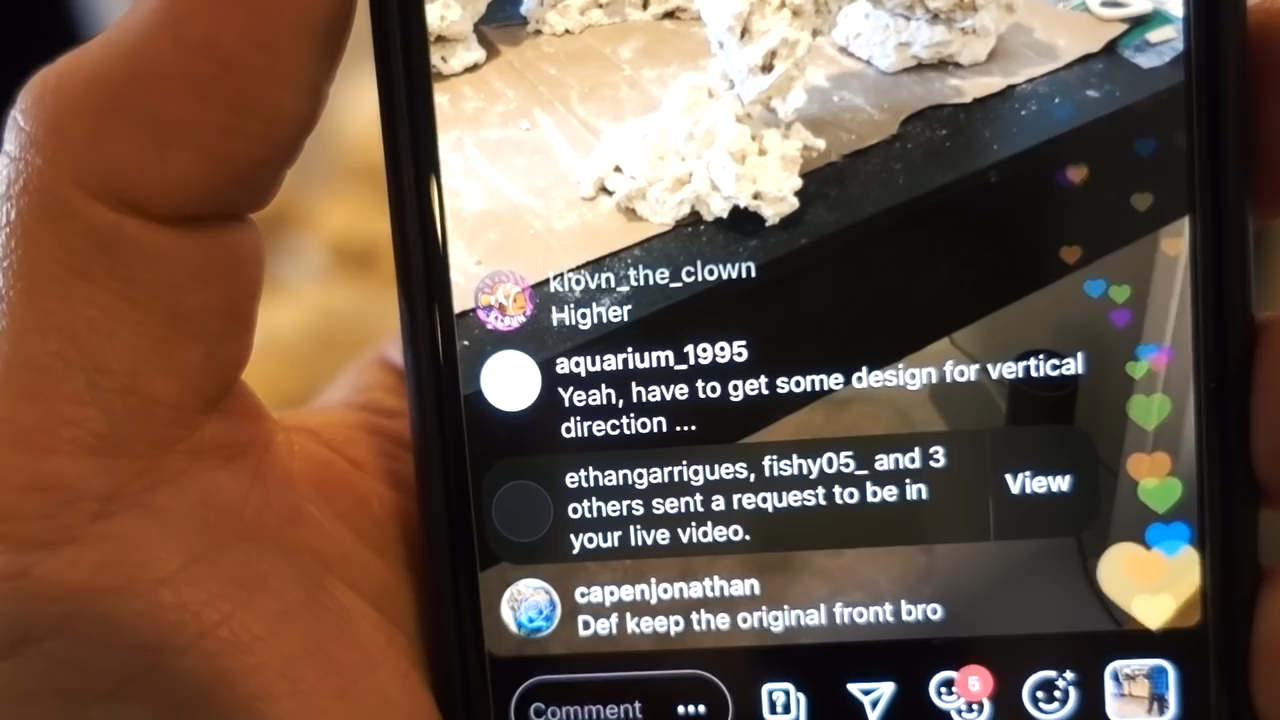 klovn_the_clown
Higher
KLOVN
aquarium_1995
Yeah, have to get some design for vertical
direction ...
ethangarrigues, fishy05_ and 3
others sent a request to be in
your live video.
View
capenjonathan
Def keep the original front bro
Comment
5